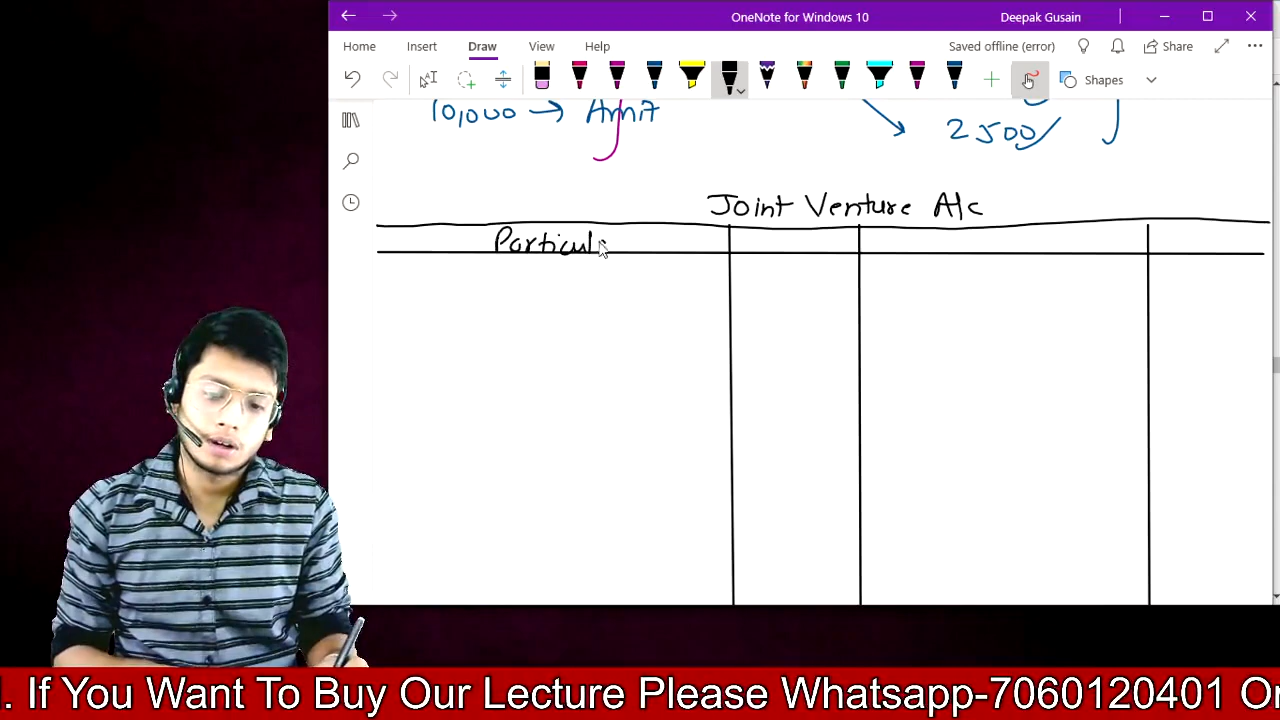 OneNote for Windows 10
Deepak Gusain
Home Insert Draw View Help
Saved offline (error)
Share
Shapes
10,000 → Amit
2500/
Joint Venture A/c
Particul
. If You Want To Buy Our Lecture Please Whatsapp-7060120401 Or